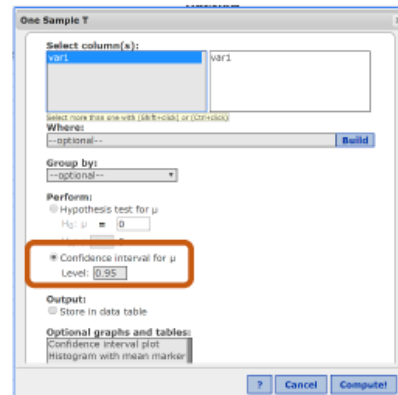 One Sample T
Select column(s):
var1 var1
Select more than one with (Shift+click) or (Ctrl+click)
Where:
--optional-- Build
Group by:
--optional--
Perform:
Hypothesis test for μ
H₀: μ = 0
Confidence interval for μ
Level: 0.95
Output:
Store in data table
Optional graphs and tables:
Confidence interval plot
Histogram with mean marker
? Cancel Compute!